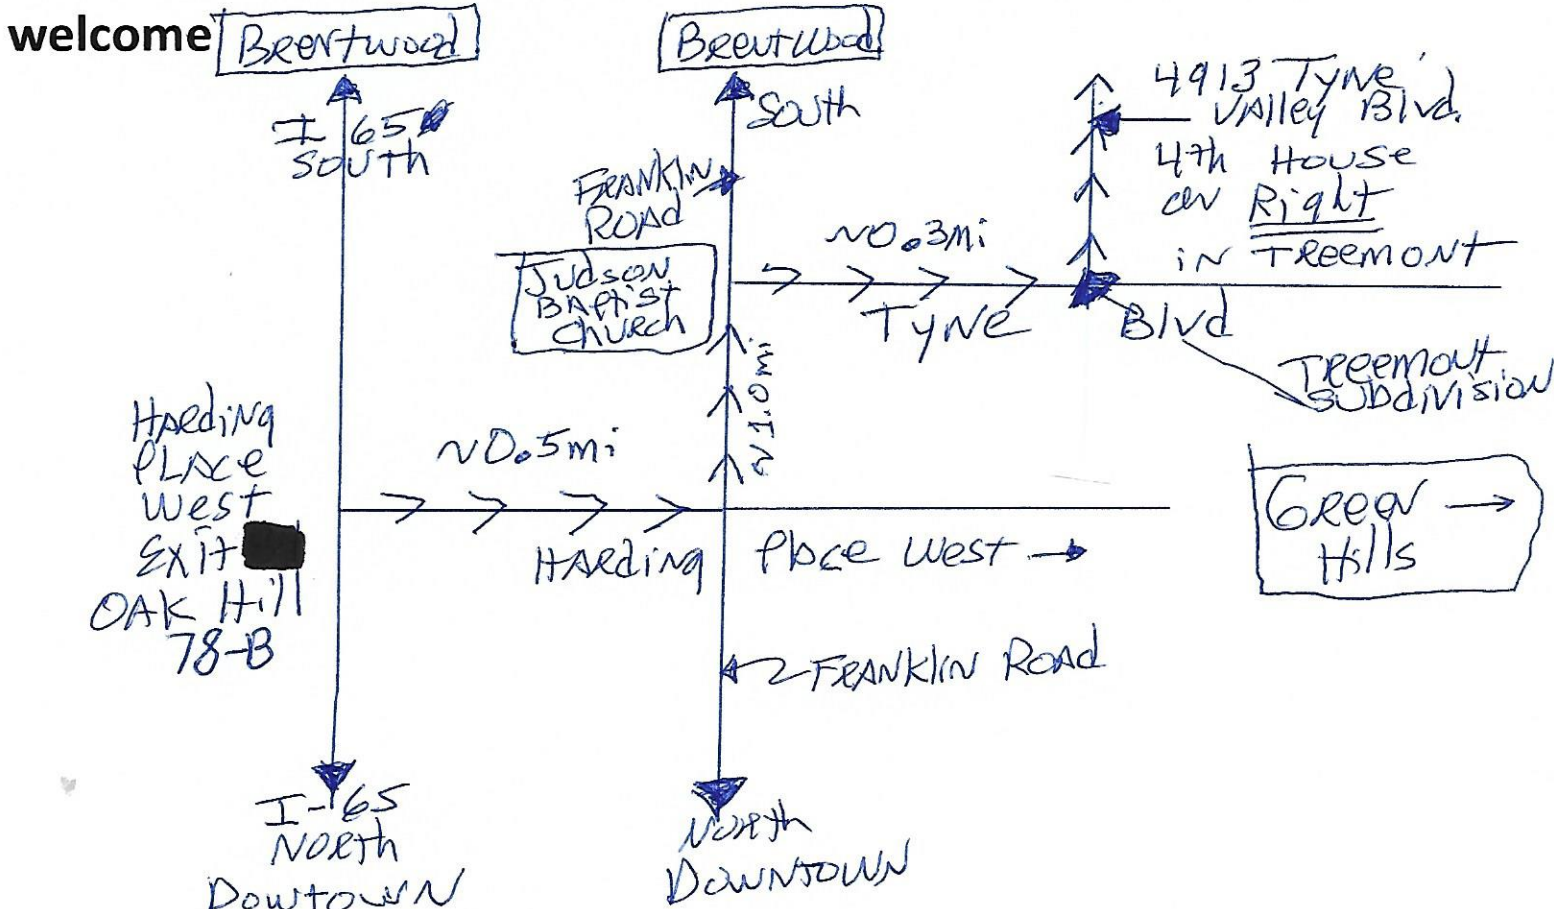 welcome
Brentwood
I 65
SOUTH
Brentwood
South
FRANKLIN
ROAD
Judson
BAptist
Church
4913 Tyne
VAlley Blvd.
4th House
on Right
in TREEMONT
~0.3mi
Tyne Blvd
TREEMONT
SUBDIVISION
HARding
PLAce
West
Exit
OAK Hill
78-B
~0.5mi
~1.0mi
HARding Place West
Green
Hills
FRANKlIN ROAD
I-65
NORth
DowtowN
NORth
DOWNTOWN